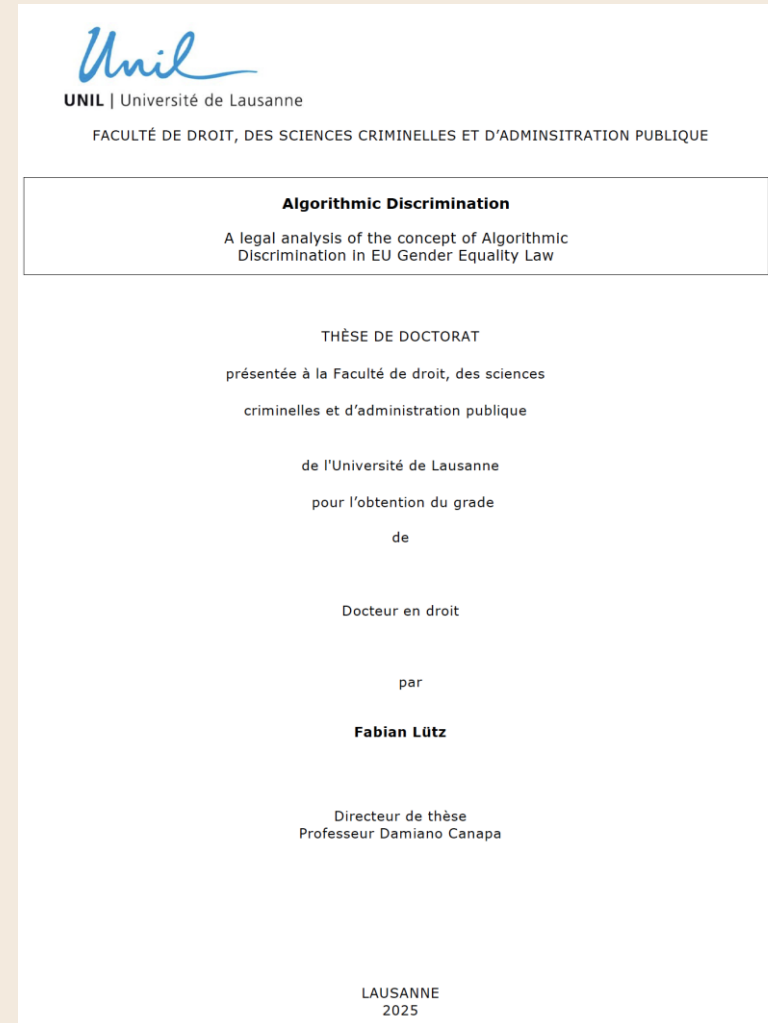 Unil
UNIL | Université de Lausanne
FACULTÉ DE DROIT, DES SCIENCES CRIMINELLES ET D’ADMINSITRATION PUBLIQUE
Algorithmic Discrimination
A legal analysis of the concept of Algorithmic
Discrimination in EU Gender Equality Law
THÈSE DE DOCTORAT
présentée à la Faculté de droit, des sciences
criminelles et d’administration publique
de l'Université de Lausanne
pour l’obtention du grade
de
Docteur en droit
par
Fabian Lütz
Directeur de thèse
Professeur Damiano Canapa
LAUSANNE
2025